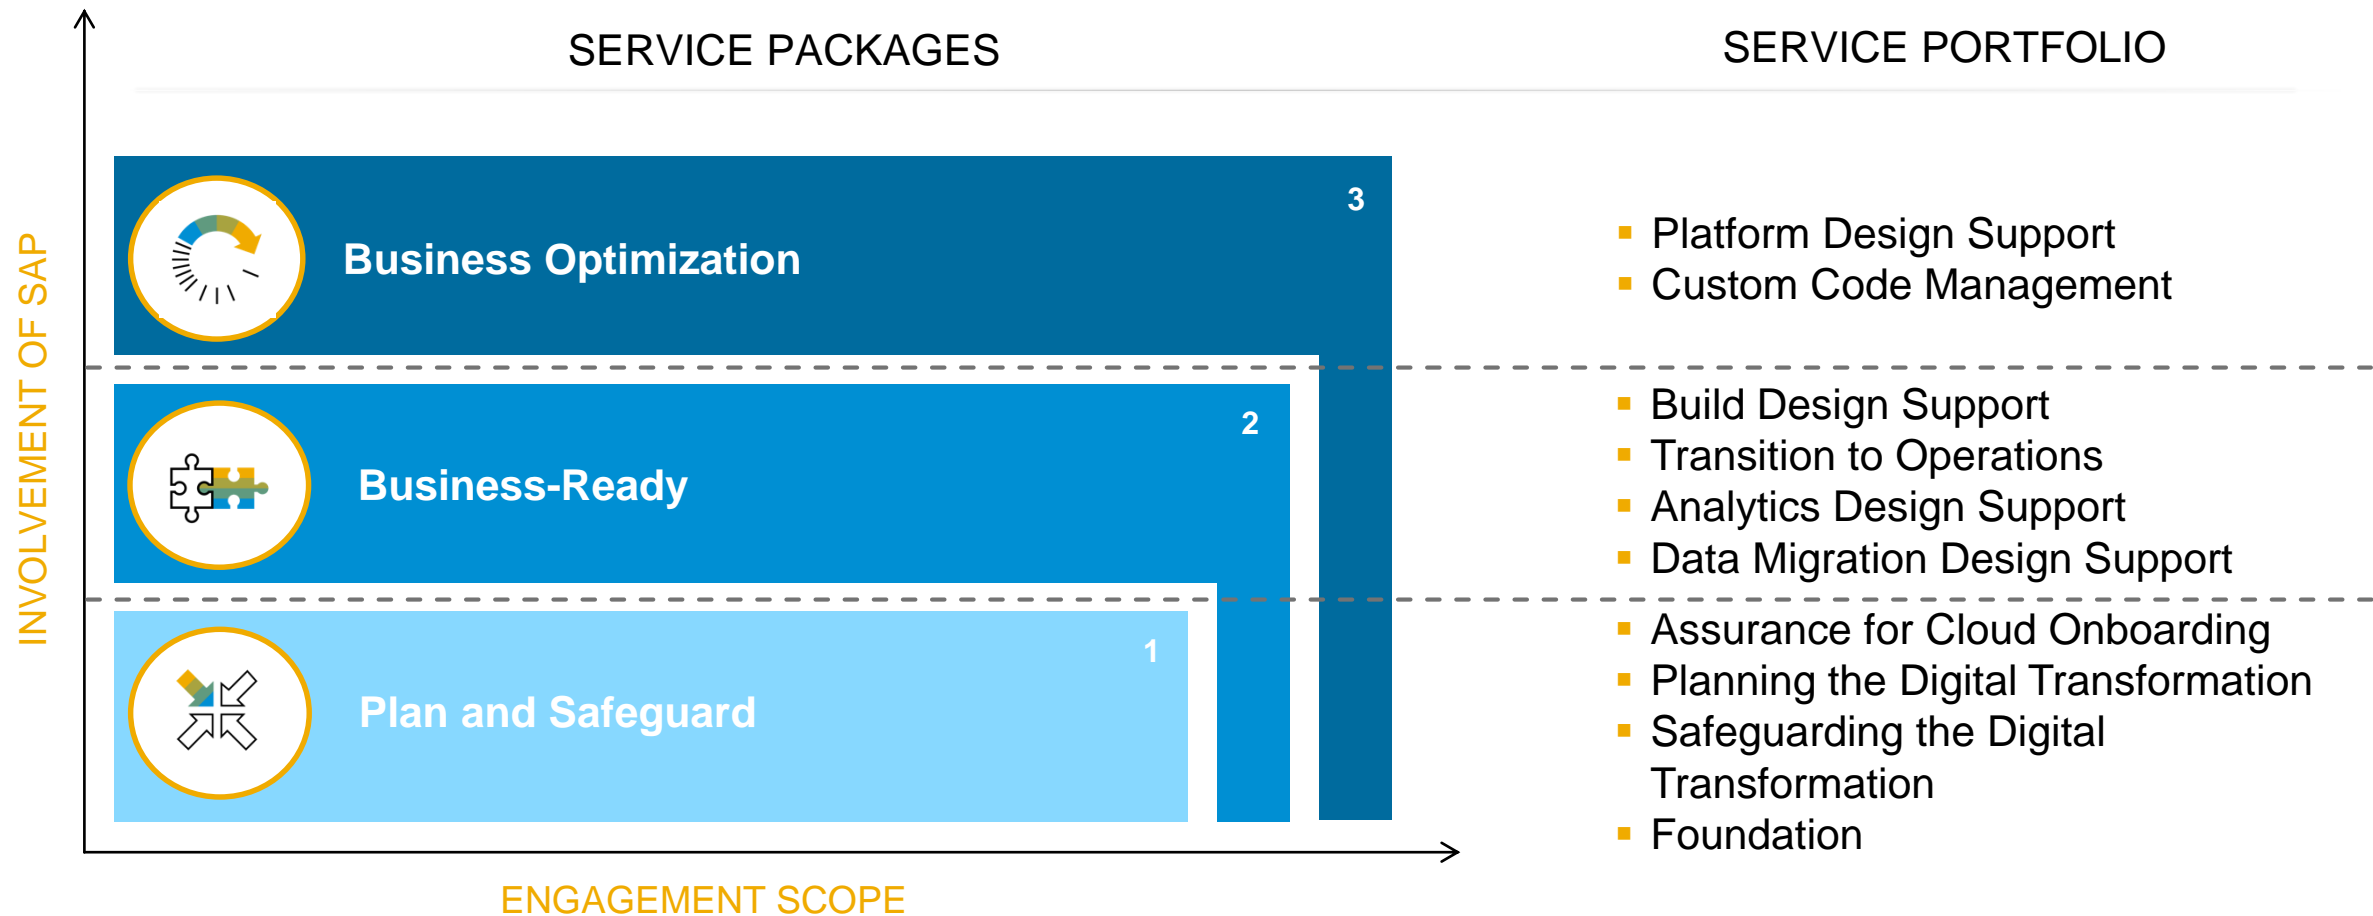 SERVICE PACKAGES
SERVICE PORTFOLIO
INVOLVEMENT OF SAP
3
Business Optimization
▪ Platform Design Support
▪ Custom Code Management
2
Business-Ready
▪ Build Design Support
▪ Transition to Operations
▪ Analytics Design Support
▪ Data Migration Design Support
1
Plan and Safeguard
▪ Assurance for Cloud Onboarding
▪ Planning the Digital Transformation
▪ Safeguarding the Digital
Transformation
▪ Foundation
ENGAGEMENT SCOPE